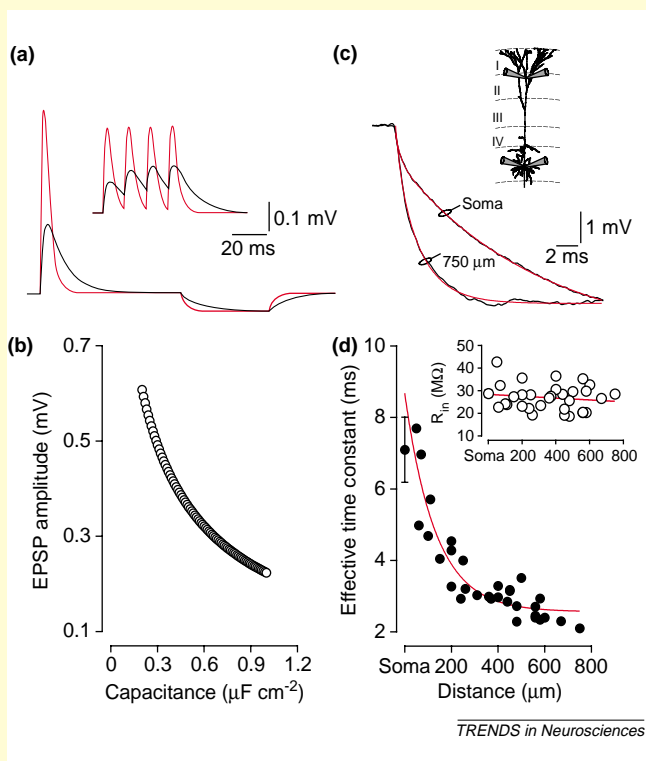 (a)
0.1 mV
20 ms
(b)
0.7
0.5
0.3
0.1
EPSP amplitude (mV)
0 0.3 0.6 0.9 1.2
Capacitance (μF cm-2)
(c)
I
II
III
IV
Soma
750 μm
1 mV
2 ms
(d)
10
8
6
4
2
Effective time constant (ms)
50
40
30
20
10
Rin (MΩ)
Soma 400 800
Soma 200 400 600 800
Distance (μm)
TRENDS in Neurosciences